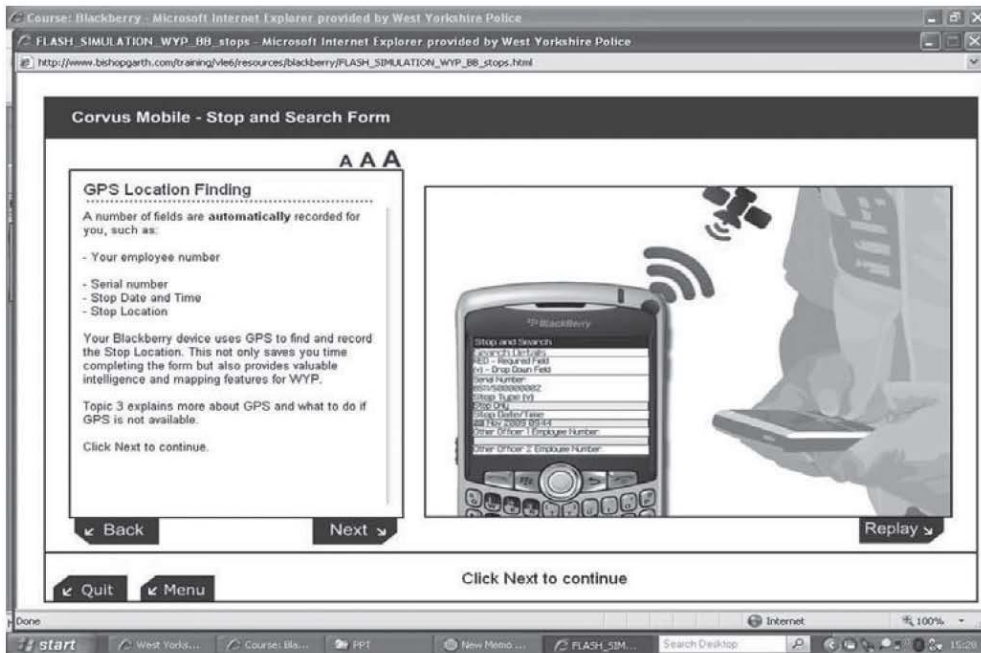 Course: Blackberry - Microsoft Internet Explorer provided by West Yorkshire Police
FLASH_SIMULATION_WYP_BB_stops - Microsoft Internet Explorer provided by West Yorkshire Police
http://www.bishopgarth.com/training/vle6/resources/blackberry/FLASH_SIMULATION_WYP_BB_stops.html
Corvus Mobile - Stop and Search Form
A A A
GPS Location Finding
A number of fields are automatically recorded for
you, such as:
- Your employee number
- Serial number
- Stop Date and Time
- Stop Location
Your Blackberry device uses GPS to find and record
the Stop Location. This not only saves you time
completing the form but also provides valuable
intelligence and mapping features for WYP.
Topic 3 explains more about GPS and what to do if
GPS is not available.
Click Next to continue.
Back
Next
BlackBerry
Stop and Search
Search Details
RED - Required Field
(v) - Drop Down Field
Serial Number
Stop Type (v)
Stop Only
Stop Date/Time
Nov 2009 09:44
Other Officer 1 Employee Number
Other Officer 2 Employee Number
Replay
Click Next to continue
Quit
Menu
Done
Internet
100%
start
West Yorks...
Course: Bla...
PPT
New Memo ...
FLASH_SIM...
Search Desktop
15:28